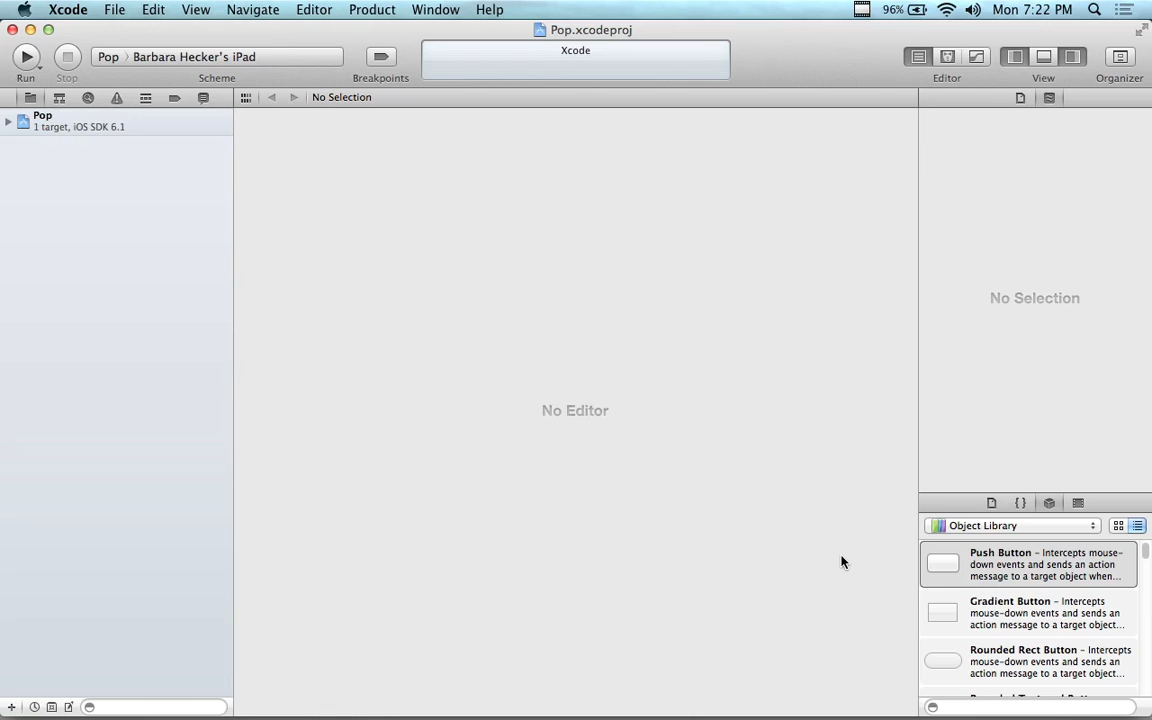 Xcode File Edit View Navigate Editor Product Window Help 96% Mon 7:22 PM
Pop.xcodeproj
Pop 〉 Barbara Hecker's iPad
Xcode
Run Stop Scheme Breakpoints Editor View Organizer
No Selection
Pop
1 target, iOS SDK 6.1
No Selection
No Editor
{ }
Object Library
Push Button – Intercepts mouse-
down events and sends an action
message to a target object when...
Gradient Button – Intercepts
mouse-down events and sends an
action message to a target object...
Rounded Rect Button – Intercepts
mouse-down events and sends an
action message to a target object...